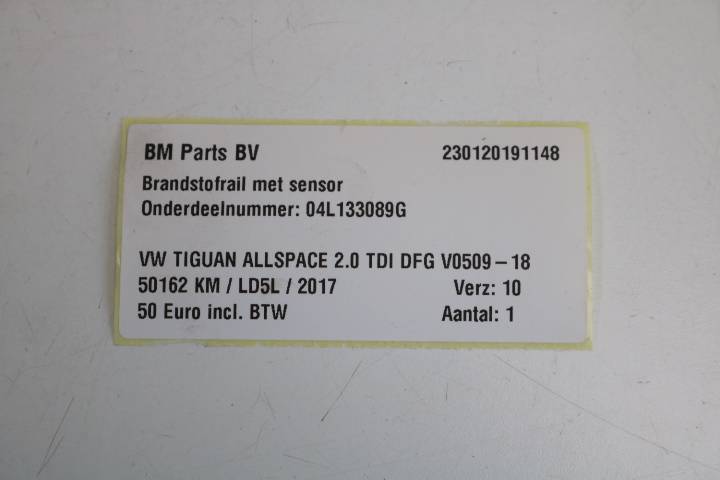 BM Parts BV 230120191148
Brandstofrail met sensor
Onderdeelnummer: 04L133089G
VW TIGUAN ALLSPACE 2.0 TDI DFG V0509-18
50162 KM / LD5L / 2017 Verz: 10
50 Euro incl. BTW Aantal: 1